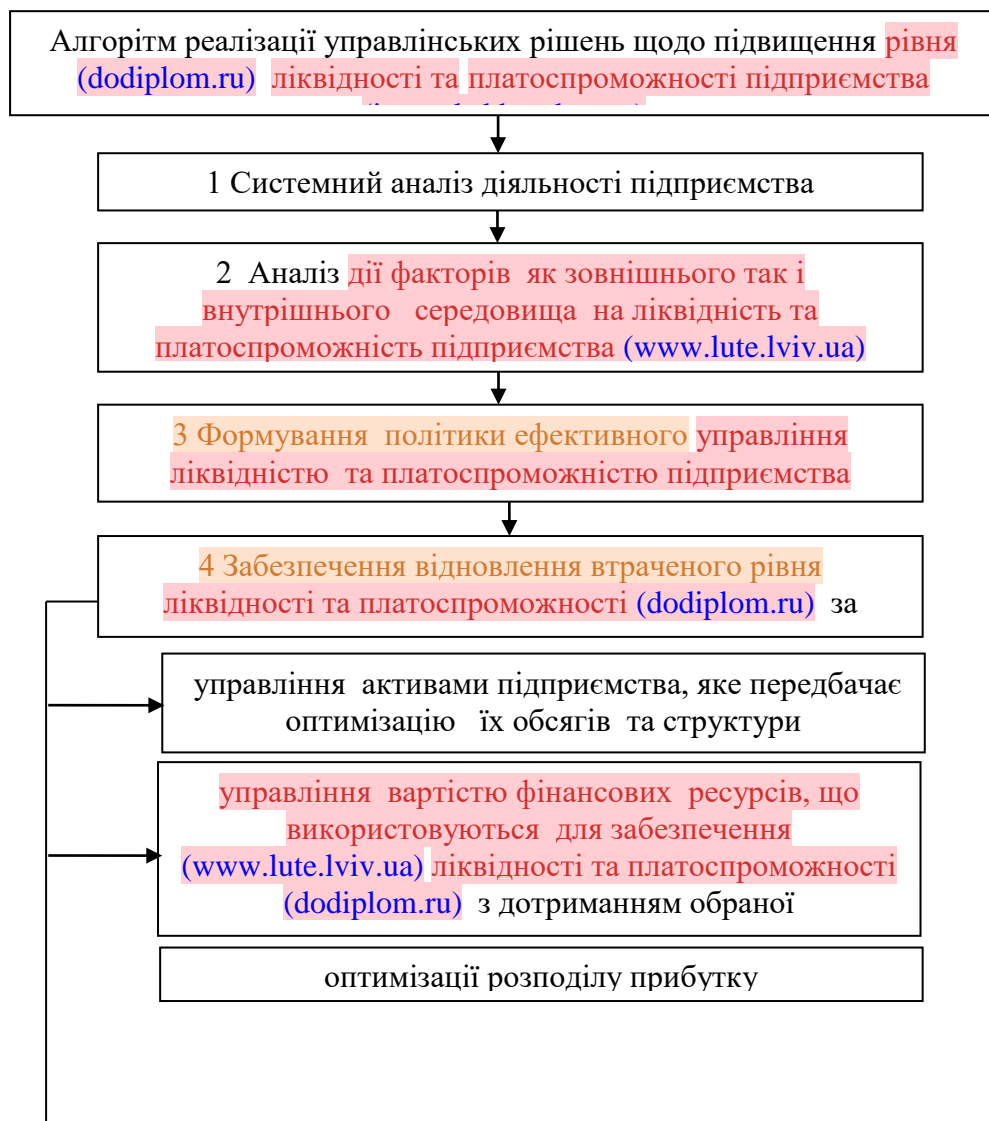 Алгорітм реалізації управлінських рішень щодо підвищення рівня
(dodiplom.ru) ліквідності та платоспроможності підприємства
1 Системний аналіз діяльності підприємства
2 Аналіз дії факторів як зовнішнього так і
внутрішнього середовища на ліквідність та
платоспроможність підприємства (www.lute.lviv.ua)
3 Формування політики ефективного управління
ліквідністю та платоспроможністю підприємства
4 Забезпечення відновлення втраченого рівня
ліквідності та платоспроможності (dodiplom.ru) за
управління активами підприємства, яке передбачає
оптимізацію їх обсягів та структури
управління вартістю фінансових ресурсів, що
використовуються для забезпечення
(www.lute.lviv.ua) ліквідності та платоспроможності
(dodiplom.ru) з дотриманням обраної
оптимізації розподілу прибутку